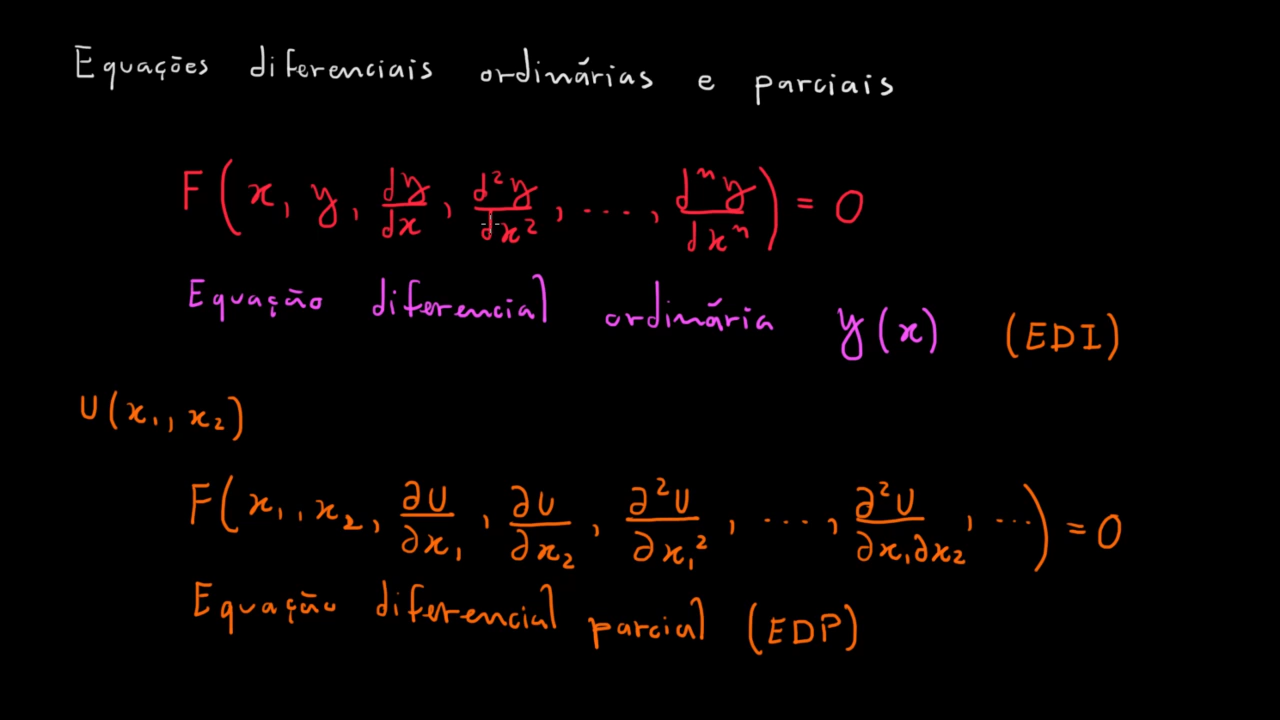 Equações diferenciais ordinárias e parciais
F(x, y, dy/dx, d²y/dx², ..., dⁿy/dxⁿ) = 0
Equação diferencial ordinária y(x) (EDI)
U(x₁, x₂)
F(x₁, x₂, ∂U/∂x₁, ∂U/∂x₂, ∂²U/∂x₁², ..., ∂²U/∂x₁∂x₂, ...) = 0
Equação diferencial parcial (EDP)